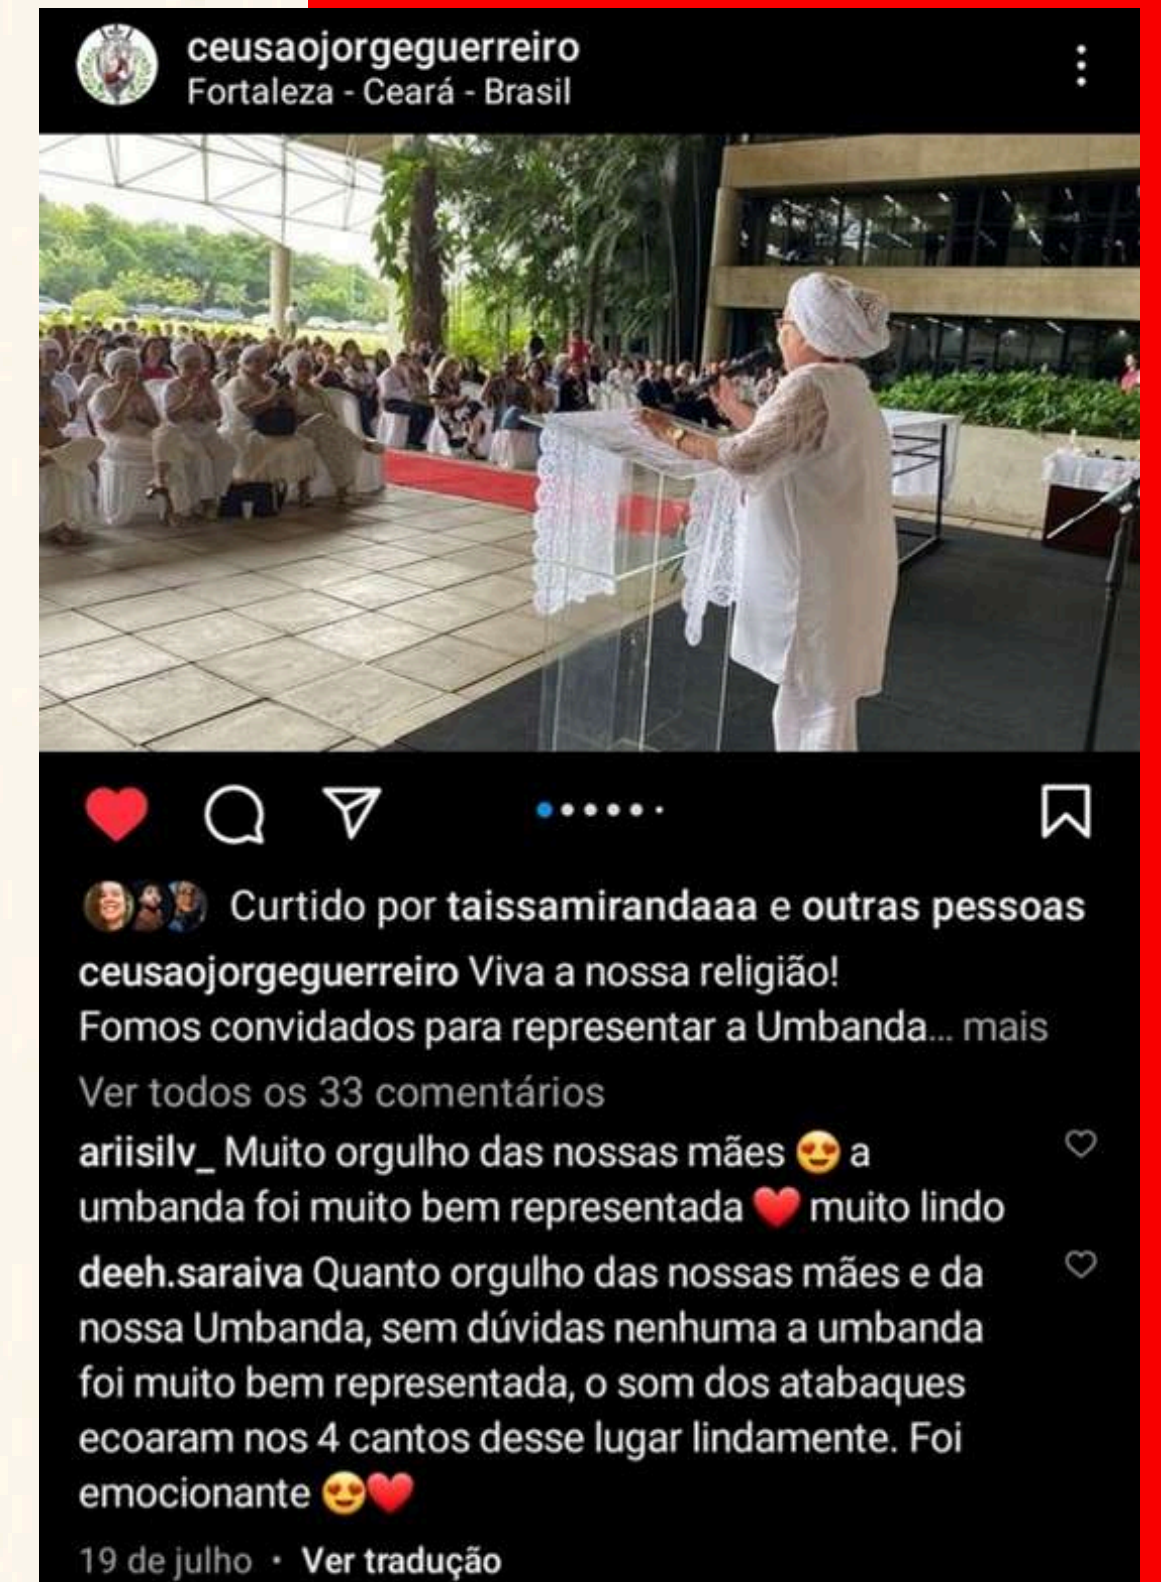 ceusaojorgeguerreiro
Fortaleza - Ceará - Brasil
Curtido por taissamirandaaa e outras pessoas
ceusaojorgeguerreiro Viva a nossa religião!
Fomos convidados para representar a Umbanda... mais
Ver todos os 33 comentários
ariisilv_ Muito orgulho das nossas mães 😍 a
umbanda foi muito bem representada ❤️ muito lindo
deeh.saraiva Quanto orgulho das nossas mães e da
nossa Umbanda, sem dúvidas nenhuma a umbanda
foi muito bem representada, o som dos atabaques
ecoaram nos 4 cantos desse lugar lindamente. Foi
emocionante 😍❤️
19 de julho · Ver tradução